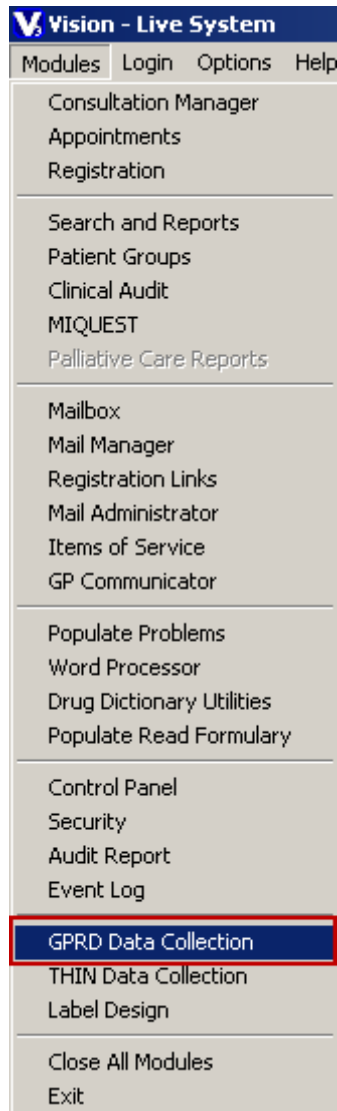 Vision - Live System
Modules Login Options Help
Consultation Manager
Appointments
Registration
Search and Reports
Patient Groups
Clinical Audit
MIQUEST
Palliative Care Reports
Mailbox
Mail Manager
Registration Links
Mail Administrator
Items of Service
GP Communicator
Populate Problems
Word Processor
Drug Dictionary Utilities
Populate Read Formulary
Control Panel
Security
Audit Report
Event Log
GPRD Data Collection
THIN Data Collection
Label Design
Close All Modules
Exit